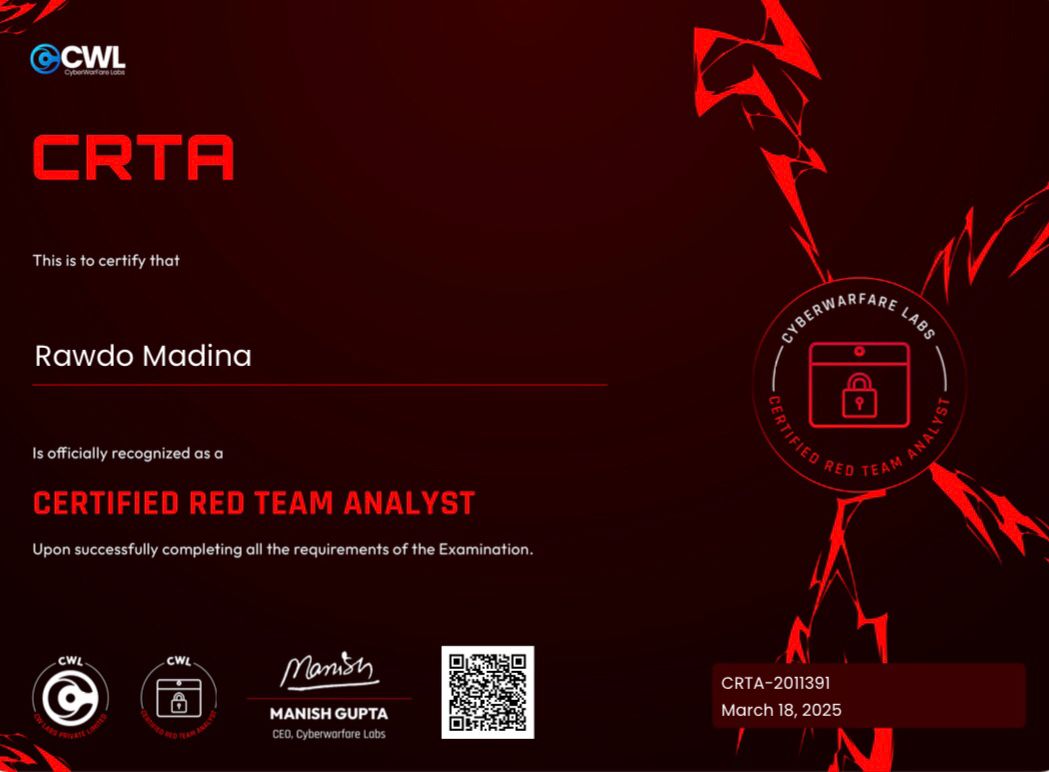 CWL
CyberWarFare Labs
CRTA
This is to certify that
Rawdo Madina
Is officially recognized as a
CERTIFIED RED TEAM ANALYST
Upon successfully completing all the requirements of the Examination.
CYBERWARFARE LABS
CERTIFIED RED TEAM ANALYST
CWL
CW LABS PRIVATE LIMITED
CWL
CERTIFIED RED TEAM ANALYST
Manish
MANISH GUPTA
CEO, Cyberwarfare Labs
CRTA-2011391
March 18, 2025